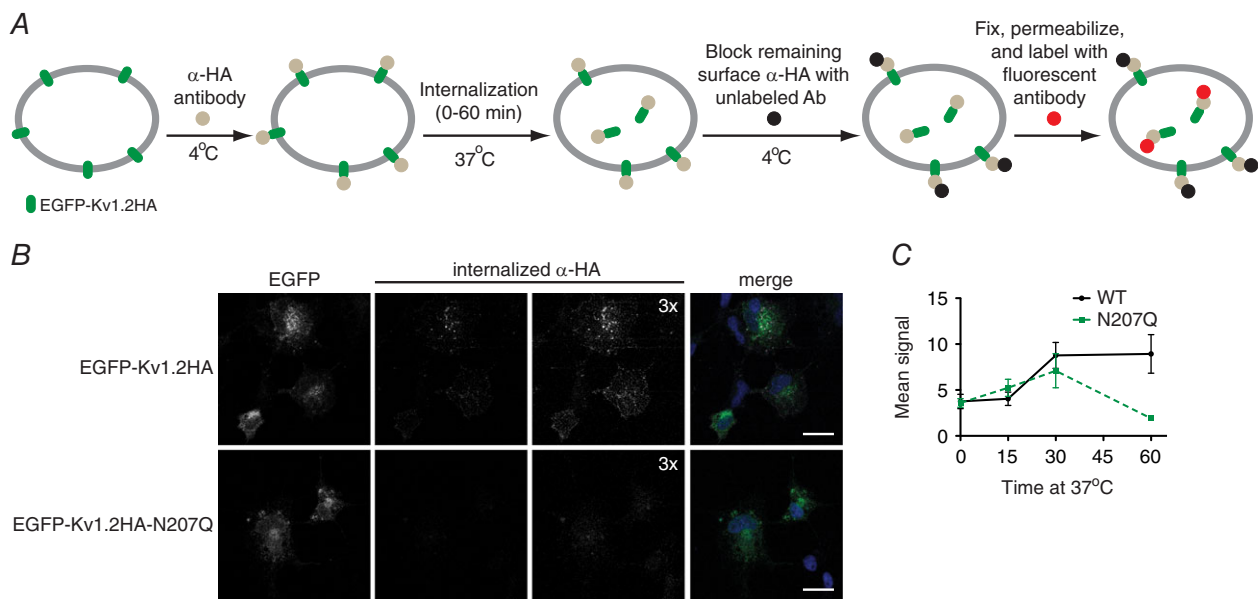 A
α-HA
antibody
4°C
Internalization
(0-60 min)
37°C
Block remaining
surface α-HA with
unlabeled Ab
4°C
Fix, permeabilize,
and label with
fluorescent
antibody
EGFP-Kv1.2HA
B
EGFP
internalized α-HA
merge
3x
EGFP-Kv1.2HA
3x
EGFP-Kv1.2HA-N207Q
C
WT
N207Q
Mean signal
15
10
5
0
0 15 30 45 60
Time at 37°C